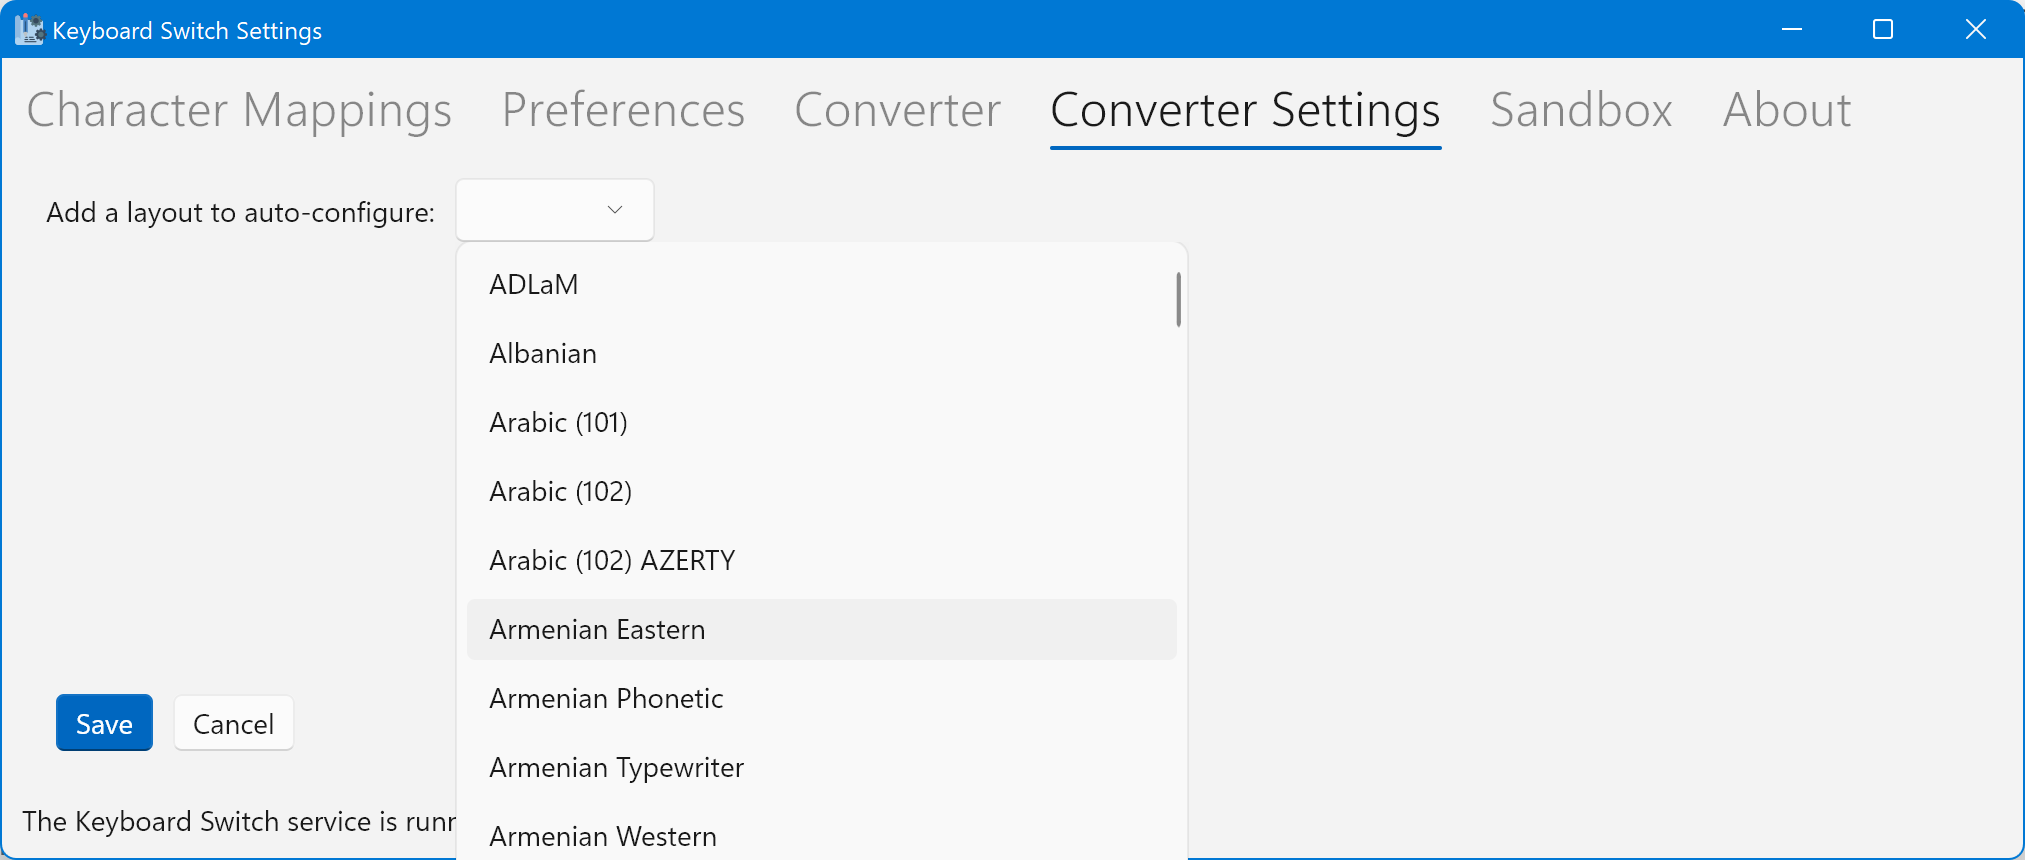 Keyboard Switch Settings
Character Mappings Preferences Converter Converter Settings Sandbox About
Add a layout to auto-configure:
ADLaM
Albanian
Arabic (101)
Arabic (102)
Arabic (102) AZERTY
Armenian Eastern
Armenian Phonetic
Armenian Typewriter
Armenian Western
Save Cancel
The Keyboard Switch service is